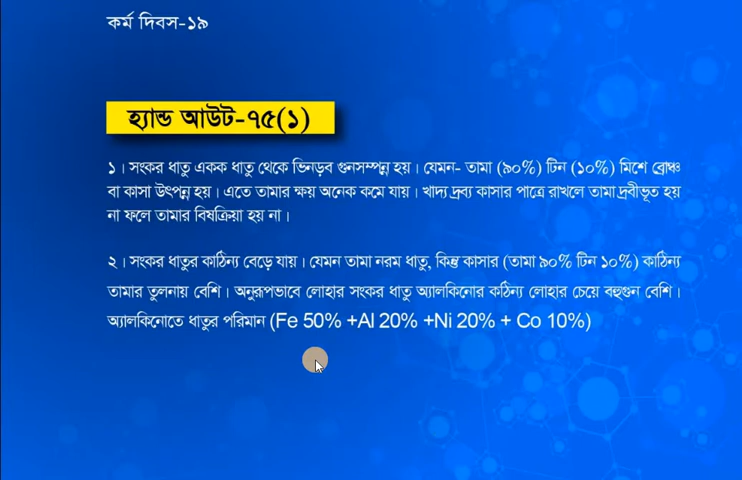 কর্ম দিবস-১৯
হ্যান্ড আউট-৭৫(১)
১। সংকর ধাতু একক ধাতু থেকে ভিনড়ব গুনসম্পন্ন হয়। যেমন- তামা (৯০%) টিন (১০%) মিশে ব্রোঞ্চ
বা কাসা উৎপন্ন হয়। এতে তামার ক্ষয় অনেক কমে যায়। খাদ্য দ্রব্য কাসার পাত্রে রাখলে তামা দ্রবীভূত হয়
না ফলে তামার বিষক্রিয়া হয় না।
২। সংকর ধাতুর কাঠিন্য বেড়ে যায়। যেমন তামা নরম ধাতু, কিন্তু কাসার (তামা ৯০% টিন ১০%) কাঠিন্য
তামার তুলনায় বেশি। অনুরূপভাবে লোহার সংকর ধাতু অ্যালকিনোর কঠিন্য লোহার চেয়ে বহুগুন বেশি।
অ্যালকিনোতে ধাতুর পরিমান (Fe 50% +Al 20% +Ni 20% + Co 10%)